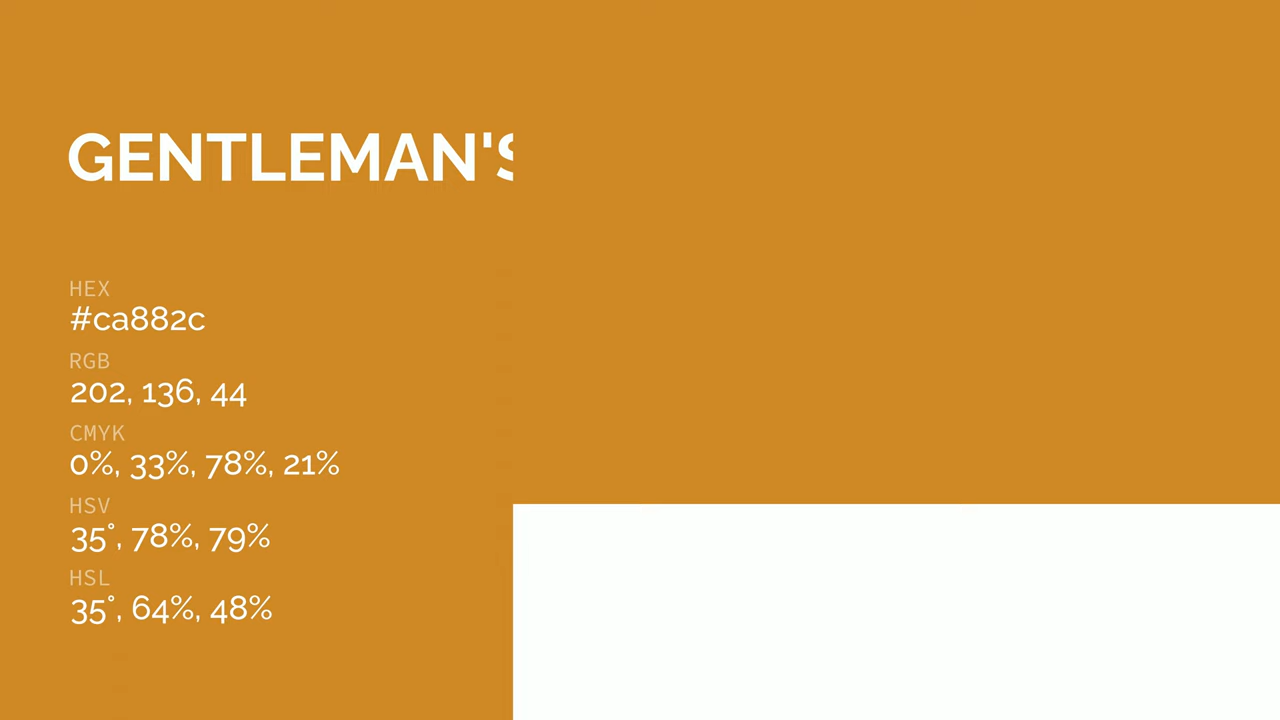 GENTLEMAN'S
HEX
#ca882c
RGB
202, 136, 44
CMYK
0%, 33%, 78%, 21%
HSV
35°, 78%, 79%
HSL
35°, 64%, 48%